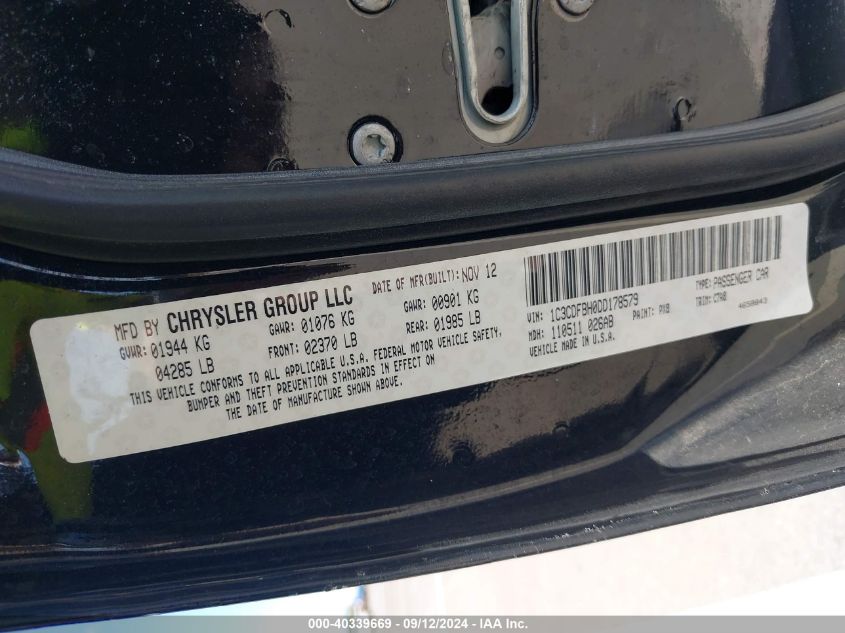 MFD BY CHRYSLER GROUP LLC
DATE OF MFR(BUILT): NOV 12
GVWR: 01944 KG
04285 LB
GAWR: 01076 KG
FRONT: 02370 LB
GAWR: 00901 KG
REAR: 01985 LB
THIS VEHICLE CONFORMS TO ALL APPLICABLE U.S.A. FEDERAL MOTOR VEHICLE SAFETY,
BUMPER AND THEFT PREVENTION STANDARDS IN EFFECT ON
THE DATE OF MANUFACTURE SHOWN ABOVE.
VIN: 1C3CDFBH0DD178579
TYPE: PASSENGER CAR
MDH: 110511 026AB
PAINT: PXB
TRIM: C7A0
VEHICLE MADE IN U.S.A.
4658043
000-40339669 - 09/12/2024 - IAA Inc.